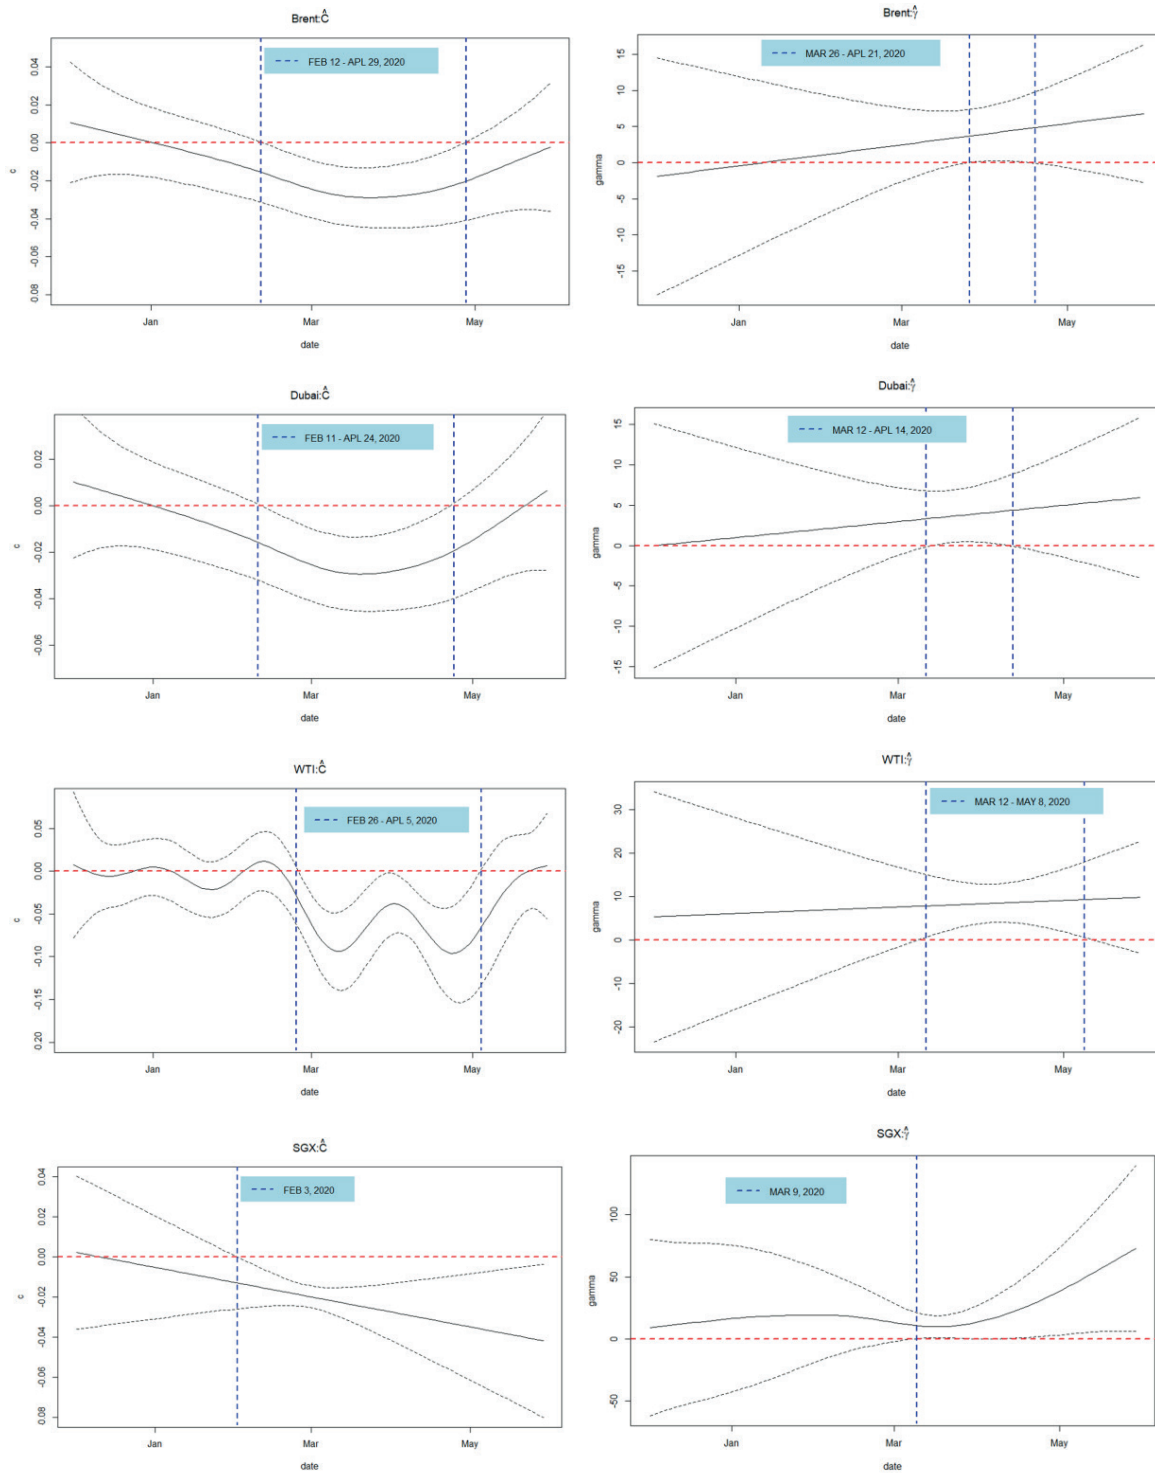 Brent:Ĉ
FEB 12 - APL 29, 2020
0.04
0.02
0.00
-0.02
-0.04
-0.06
0.08
c
Jan
Mar
May
date
Brent:γ̂
MAR 26 - APL 21, 2020
15
10
5
0
-5
-10
-15
gamma
Jan
Mar
May
date
Dubai:Ĉ
FEB 11 - APL 24, 2020
0.02
0.00
-0.02
-0.04
-0.06
c
Jan
Mar
May
date
Dubai:γ̂
MAR 12 - APL 14, 2020
15
10
5
0
-5
-10
-15
gamma
Jan
Mar
May
date
WTI:Ĉ
FEB 26 - APL 5, 2020
0.05
0.00
-0.05
-0.10
-0.15
0.20
c
Jan
Mar
May
date
WTI:γ̂
MAR 12 - MAY 8, 2020
30
20
10
0
-10
-20
gamma
Jan
Mar
May
date
SGX:Ĉ
FEB 3, 2020
0.04
0.02
0.00
-0.02
-0.04
-0.06
0.08
c
Jan
Mar
May
date
SGX:γ̂
MAR 9, 2020
100
50
0
-50
gamma
Jan
Mar
May
date